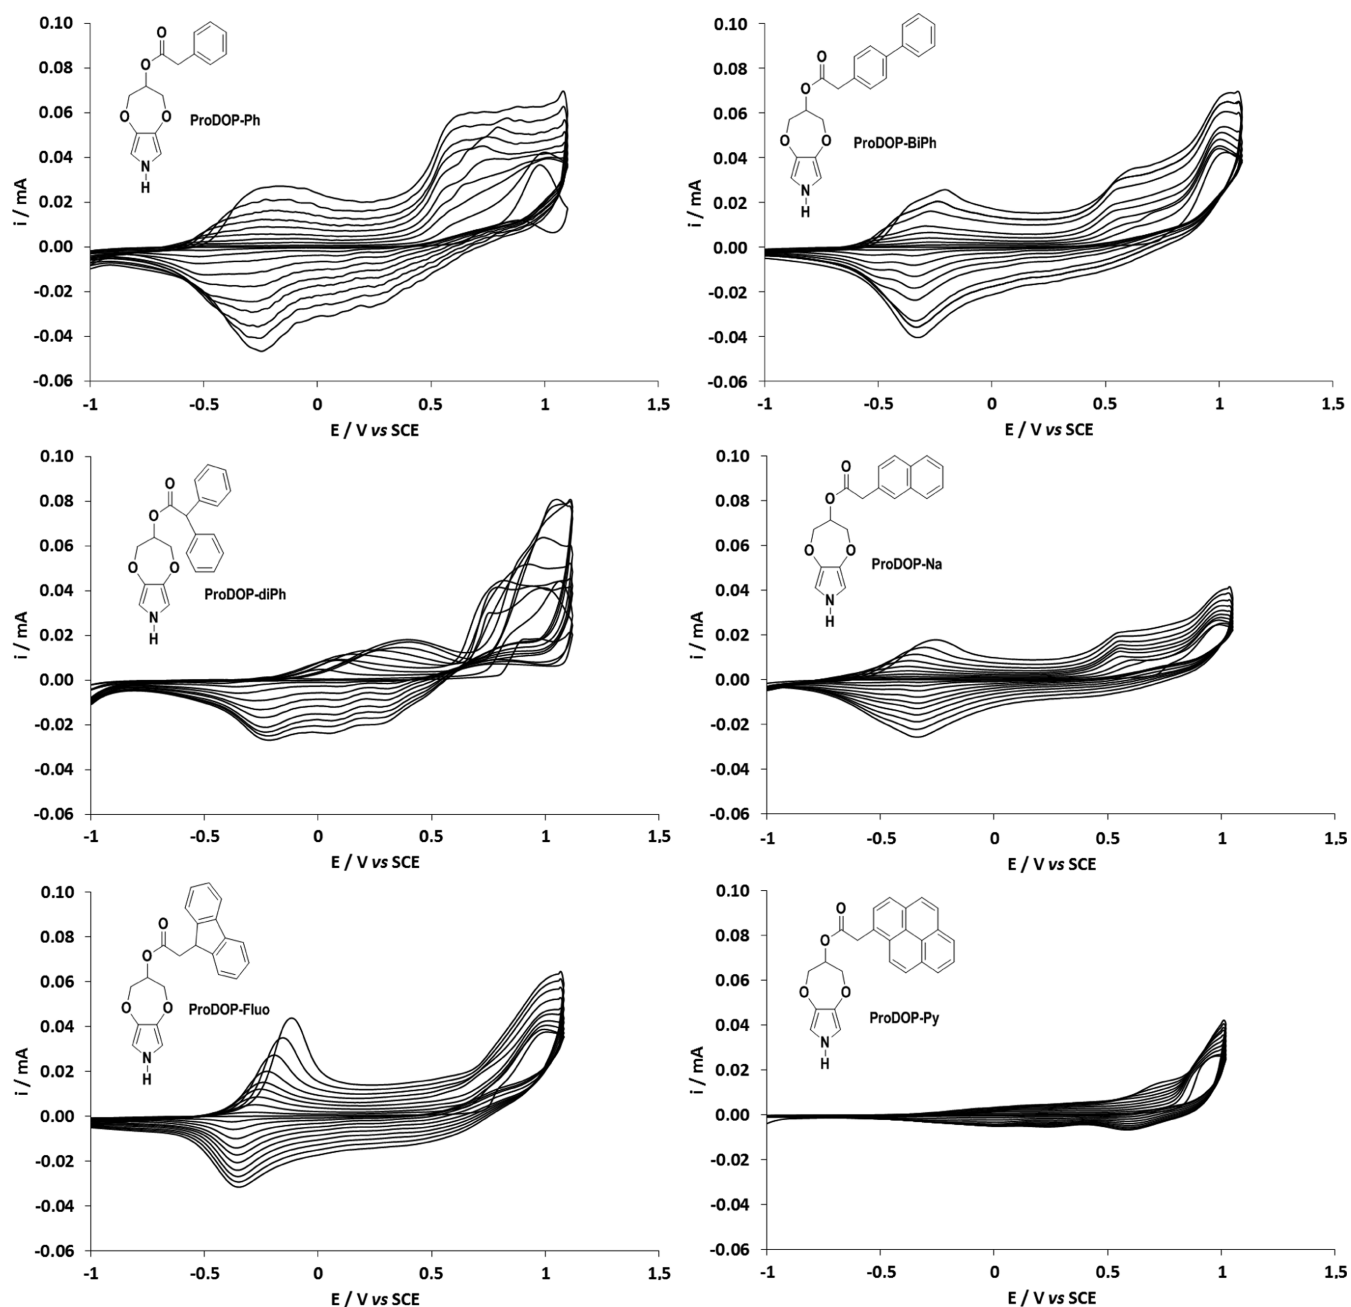 0.10
0.08
0.06
0.04
0.02
0.00
-0.02
-0.04
-0.06
i / mA
-1
-0.5
0
0.5
1
1,5
E / V vs SCE
O
O
O
O
N
H
ProDOP-Ph
0.10
0.08
0.06
0.04
0.02
0.00
-0.02
-0.04
-0.06
i / mA
-1
-0.5
0
0.5
1
1,5
E / V vs SCE
O
O
O
O
N
H
ProDOP-BiPh
0.10
0.08
0.06
0.04
0.02
0.00
-0.02
-0.04
-0.06
i / mA
-1
-0.5
0
0.5
1
1,5
E / V vs SCE
O
O
O
O
N
H
ProDOP-diPh
0.10
0.08
0.06
0.04
0.02
0.00
-0.02
-0.04
-0.06
i / mA
-1
-0.5
0
0.5
1
1,5
E / V vs SCE
O
O
O
O
N
H
ProDOP-Na
0.10
0.08
0.06
0.04
0.02
0.00
-0.02
-0.04
-0.06
i / mA
-1
-0.5
0
0.5
1
1,5
E / V vs SCE
O
O
O
O
N
H
ProDOP-Fluo
0.10
0.08
0.06
0.04
0.02
0.00
-0.02
-0.04
-0.06
i / mA
-1
-0.5
0
0.5
1
1,5
E / V vs SCE
O
O
O
O
N
H
ProDOP-Py